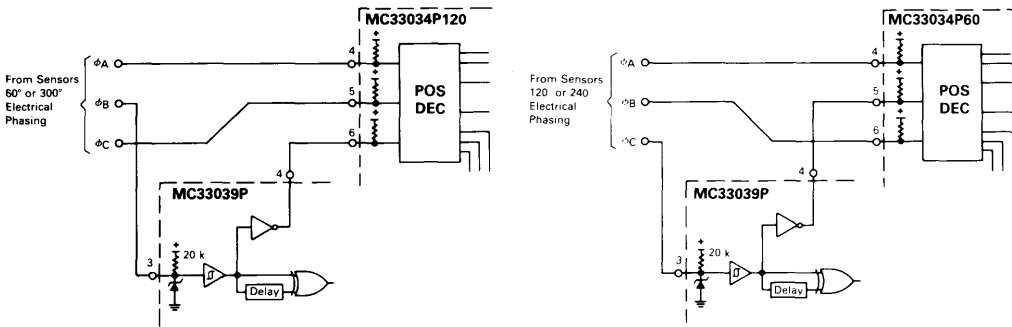 MC33034P120
From Sensors
60° or 300°
Electrical
Phasing
φA
φB
φC
4
5
6
POS
DEC
4
MC33039P
3
20 k
Delay
MC33034P60
From Sensors
120 or 240
Electrical
Phasing
φA
φB
φC
4
5
6
POS
DEC
4
MC33039P
3
20 k
Delay